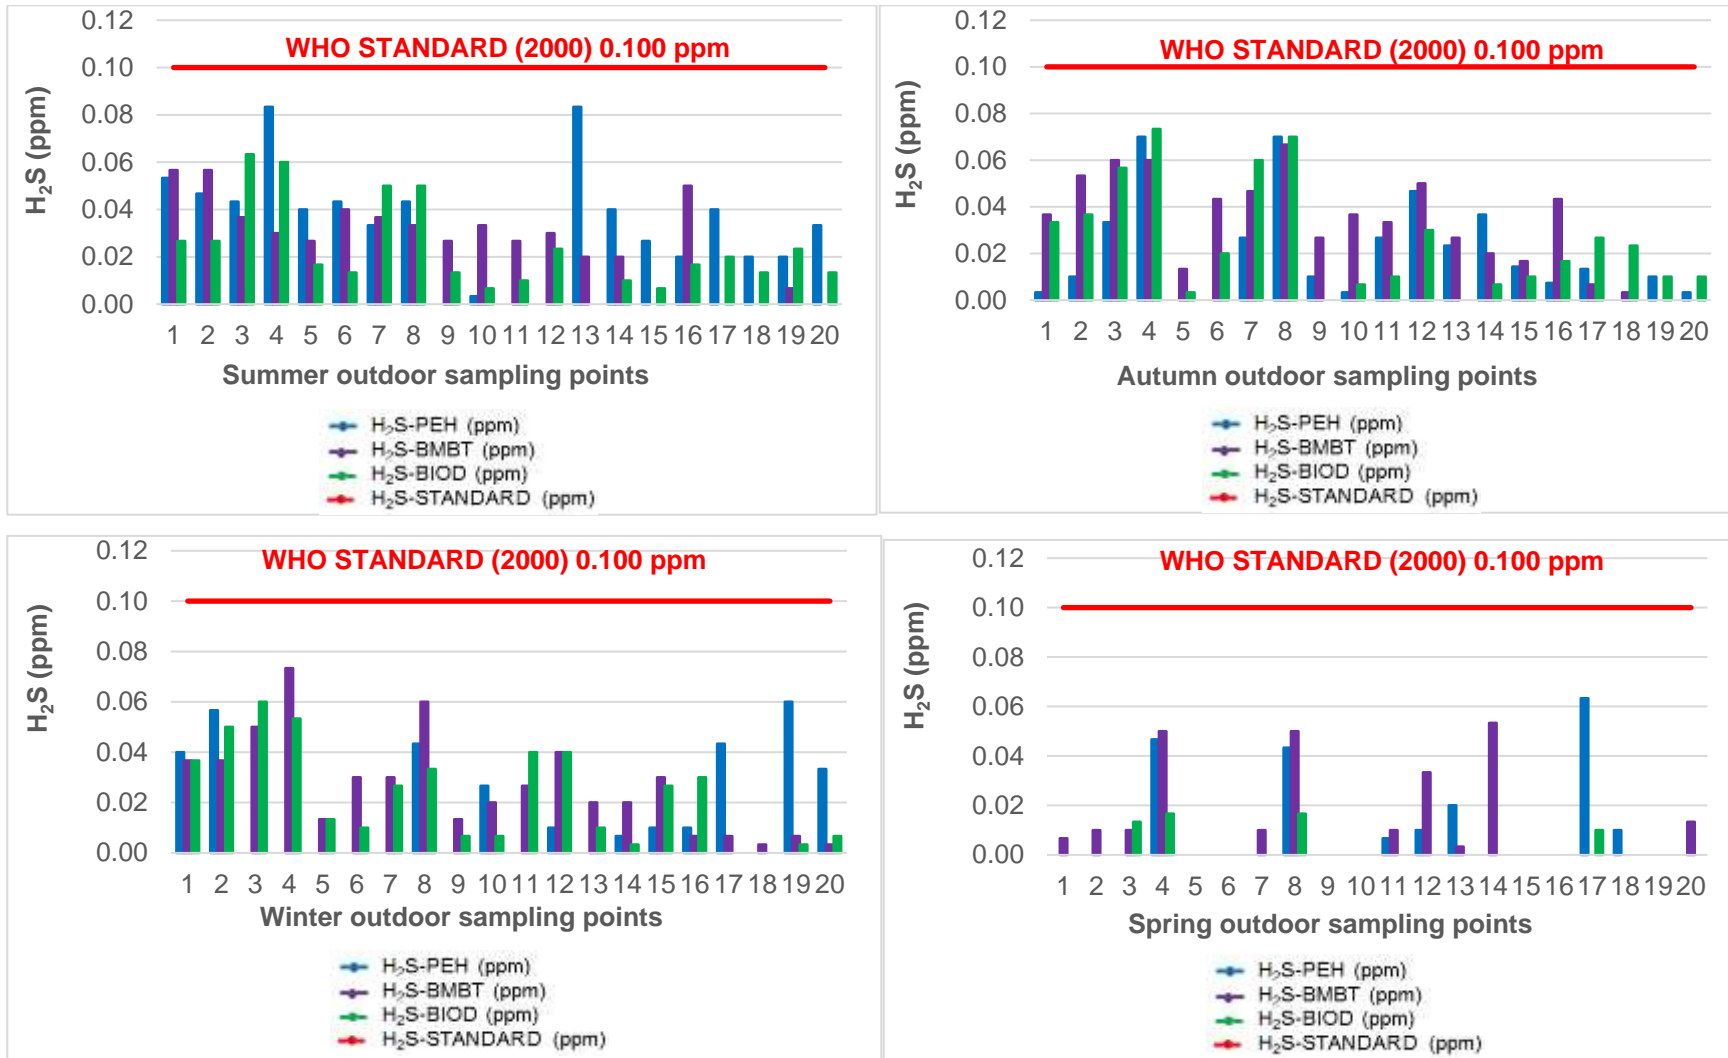 0.12
WHO STANDARD (2000) 0.100 ppm
0.10
0.08
0.06
0.04
0.02
0.00
H₂S (ppm)
1 2 3 4 5 6 7 8 9 10 11 12 13 14 15 16 17 18 19 20
Summer outdoor sampling points
H₂S-PEH (ppm)
H₂S-BMBT (ppm)
H₂S-BIOD (ppm)
H₂S-STANDARD (ppm)
0.12
WHO STANDARD (2000) 0.100 ppm
0.10
0.08
0.06
0.04
0.02
0.00
H₂S (ppm)
1 2 3 4 5 6 7 8 9 10 11 12 13 14 15 16 17 18 19 20
Autumn outdoor sampling points
H₂S-PEH (ppm)
H₂S-BMBT (ppm)
H₂S-BIOD (ppm)
H₂S-STANDARD (ppm)
0.12
WHO STANDARD (2000) 0.100 ppm
0.10
0.08
0.06
0.04
0.02
0.00
H₂S (ppm)
1 2 3 4 5 6 7 8 9 10 11 12 13 14 15 16 17 18 19 20
Winter outdoor sampling points
H₂S-PEH (ppm)
H₂S-BMBT (ppm)
H₂S-BIOD (ppm)
H₂S-STANDARD (ppm)
0.12
WHO STANDARD (2000) 0.100 ppm
0.10
0.08
0.06
0.04
0.02
0.00
H₂S (ppm)
1 2 3 4 5 6 7 8 9 10 11 12 13 14 15 16 17 18 19 20
Spring outdoor sampling points
H₂S-PEH (ppm)
H₂S-BMBT (ppm)
H₂S-BIOD (ppm)
H₂S-STANDARD (ppm)